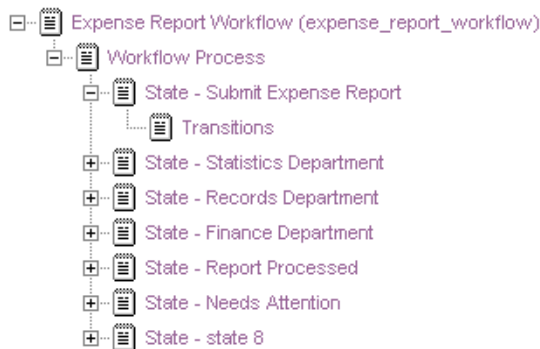 Expense Report Workflow (expense_report_workflow)
Workflow Process
State - Submit Expense Report
Transitions
State - Statistics Department
State - Records Department
State - Finance Department
State - Report Processed
State - Needs Attention
State - state 8